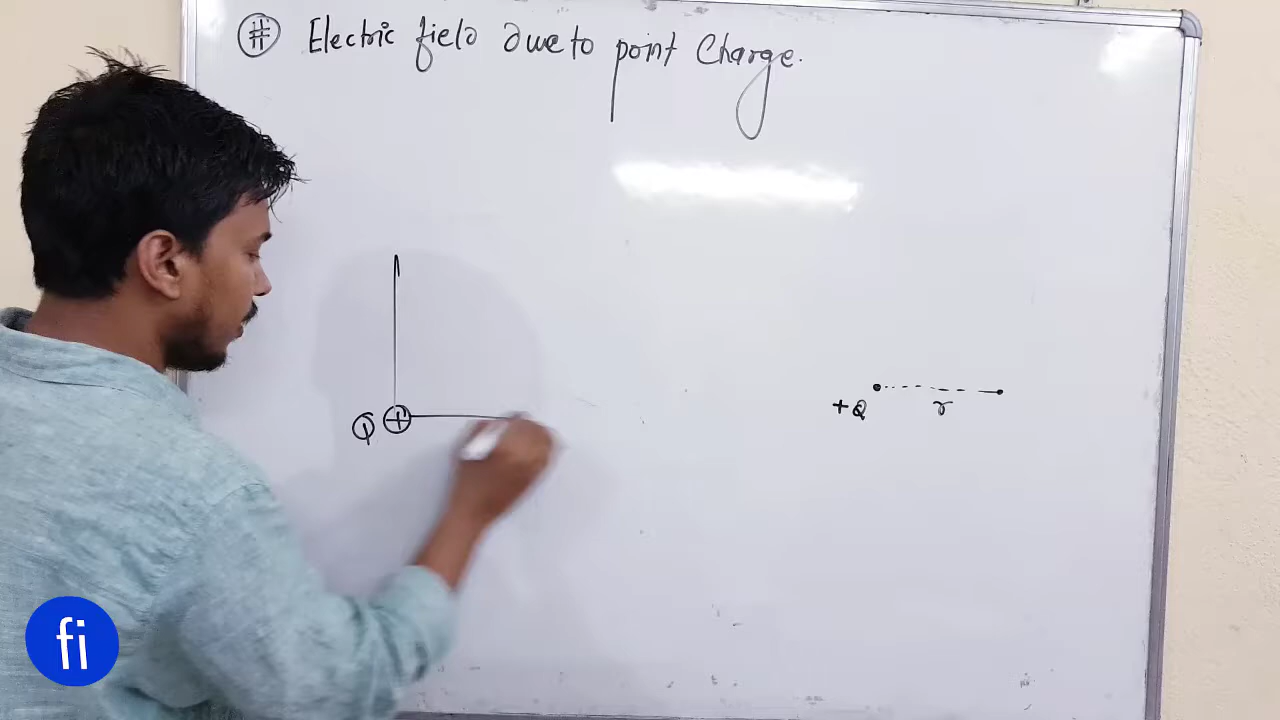 # Electric field due to point Charge.
Q +
+Q r
fi